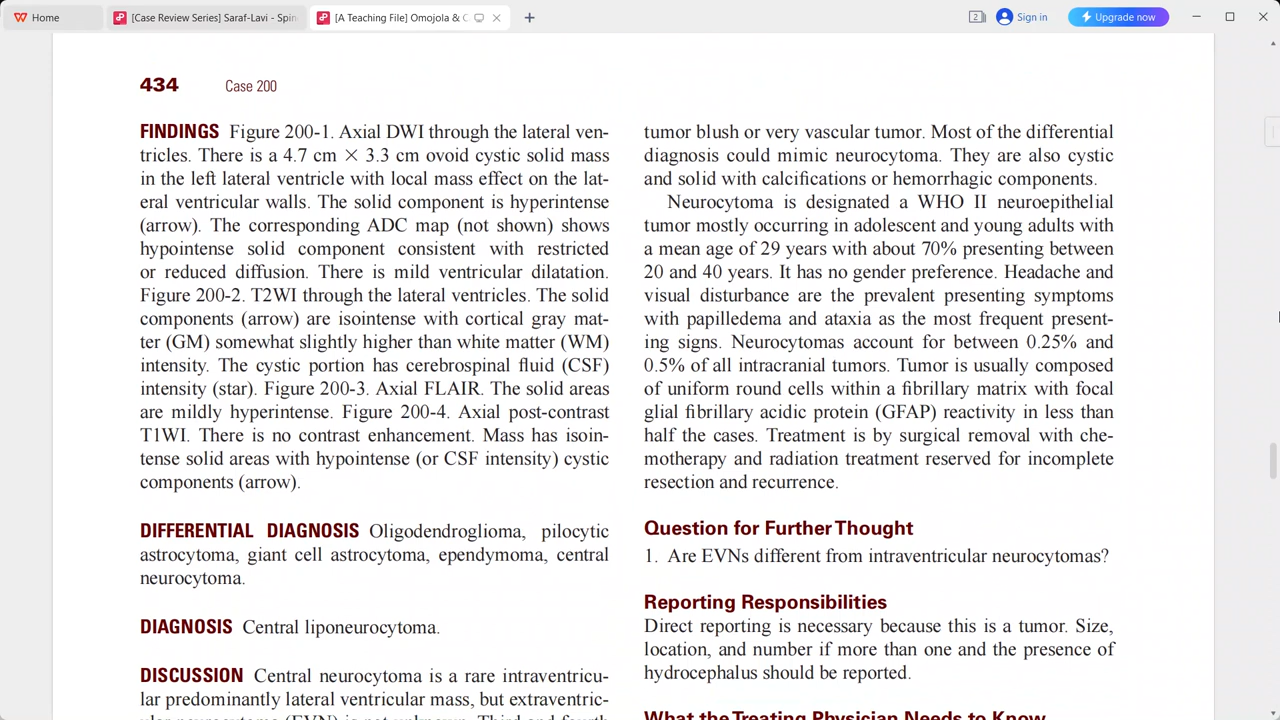 Home
[Case Review Series] Saraf-Lavi - Spin
[A Teaching File] Omojola & C
2
Sign in
Upgrade now
434 Case 200
FINDINGS Figure 200-1. Axial DWI through the lateral ven-
tricles. There is a 4.7 cm × 3.3 cm ovoid cystic solid mass
in the left lateral ventricle with local mass effect on the lat-
eral ventricular walls. The solid component is hyperintense
(arrow). The corresponding ADC map (not shown) shows
hypointense solid component consistent with restricted
or reduced diffusion. There is mild ventricular dilatation.
Figure 200-2. T2WI through the lateral ventricles. The solid
components (arrow) are isointense with cortical gray mat-
ter (GM) somewhat slightly higher than white matter (WM)
intensity. The cystic portion has cerebrospinal fluid (CSF)
intensity (star). Figure 200-3. Axial FLAIR. The solid areas
are mildly hyperintense. Figure 200-4. Axial post-contrast
T1WI. There is no contrast enhancement. Mass has isoin-
tense solid areas with hypointense (or CSF intensity) cystic
components (arrow).
DIFFERENTIAL DIAGNOSIS Oligodendroglioma, pilocytic
astrocytoma, giant cell astrocytoma, ependymoma, central
neurocytoma.
DIAGNOSIS Central liponeurocytoma.
DISCUSSION Central neurocytoma is a rare intraventricu-
lar predominantly lateral ventricular mass, but extraventric-
ular neurocytoma (EVN) is not unknown. Third and fourth
tumor blush or very vascular tumor. Most of the differential
diagnosis could mimic neurocytoma. They are also cystic
and solid with calcifications or hemorrhagic components.
Neurocytoma is designated a WHO II neuroepithelial
tumor mostly occurring in adolescent and young adults with
a mean age of 29 years with about 70% presenting between
20 and 40 years. It has no gender preference. Headache and
visual disturbance are the prevalent presenting symptoms
with papilledema and ataxia as the most frequent present-
ing signs. Neurocytomas account for between 0.25% and
0.5% of all intracranial tumors. Tumor is usually composed
of uniform round cells within a fibrillary matrix with focal
glial fibrillary acidic protein (GFAP) reactivity in less than
half the cases. Treatment is by surgical removal with che-
motherapy and radiation treatment reserved for incomplete
resection and recurrence.
Question for Further Thought
1. Are EVNs different from intraventricular neurocytomas?
Reporting Responsibilities
Direct reporting is necessary because this is a tumor. Size,
location, and number if more than one and the presence of
hydrocephalus should be reported.
What the Treating Physician Needs to Know